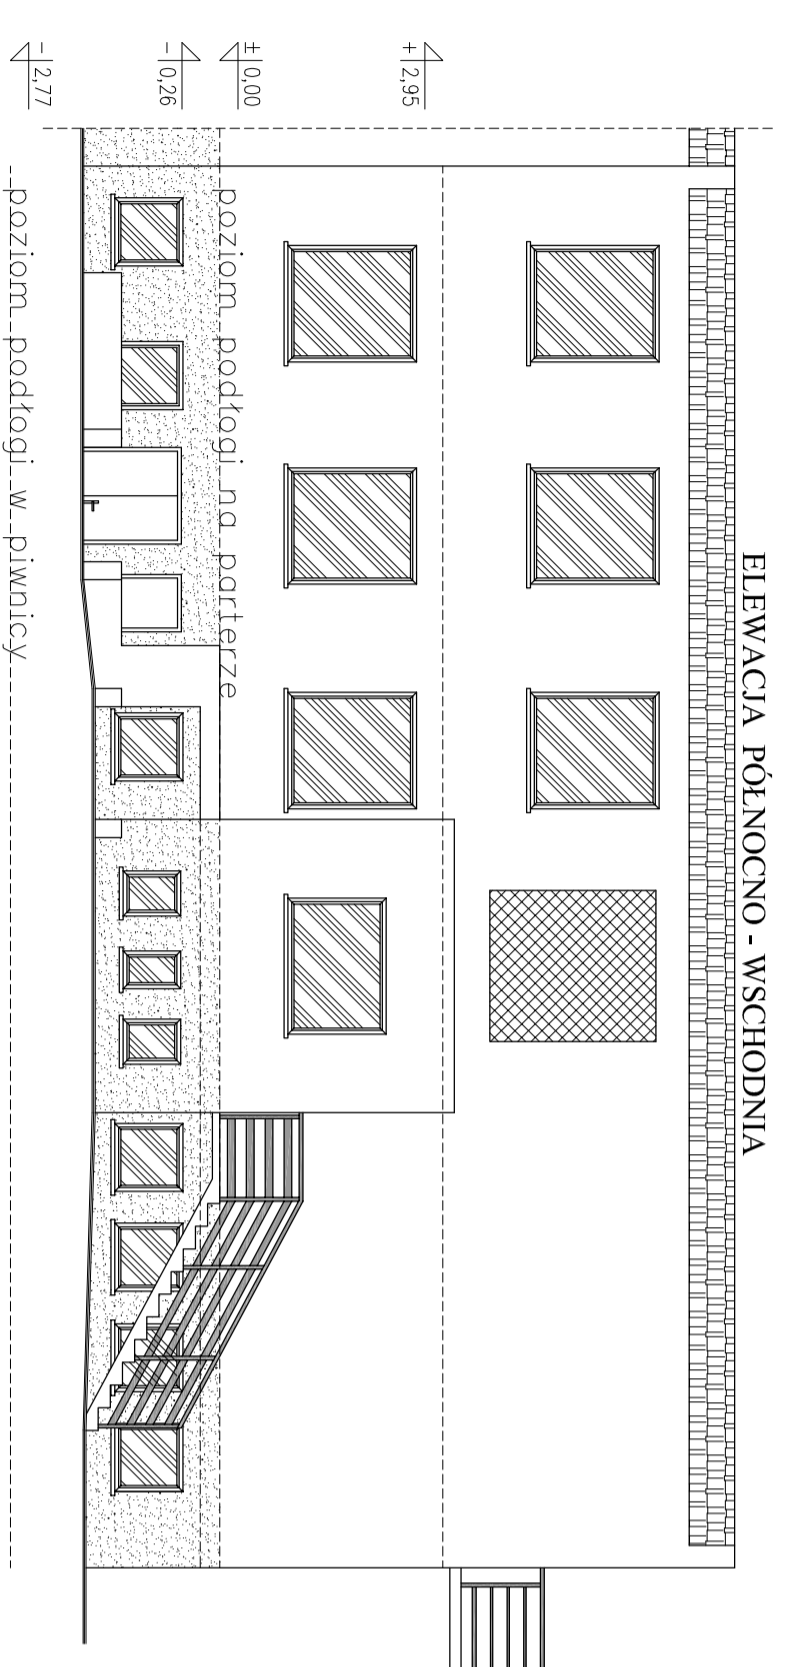 ELEWACJA PÓŁNOCNO - WSCHODNIA
+ 2,95
± 0,00
- 0,26
- 2,77
poziom podłogi na parterze
poziom podłogi w piwnicy